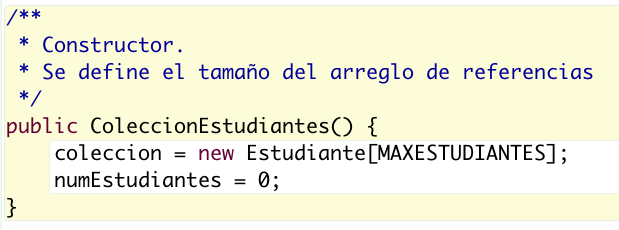 /**
 * Constructor.
 * Se define el tamaño del arreglo de referencias
 */
public ColeccionEstudiantes() {
    coleccion = new Estudiante[MAXESTUDIANTES];
    numEstudiantes = 0;
}